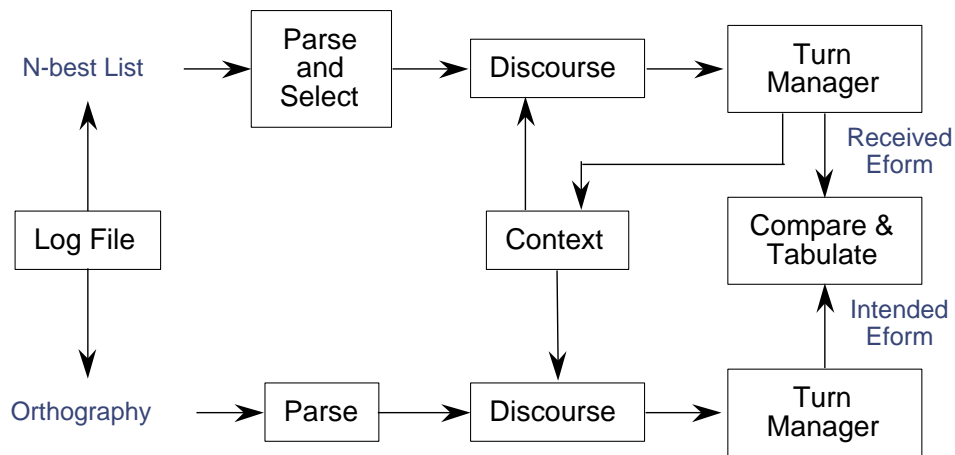 N-best List
Parse
and
Select
Discourse
Turn
Manager
Received
Eform
Log File
Context
Compare &
Tabulate
Intended
Eform
Orthography
Parse
Discourse
Turn
Manager